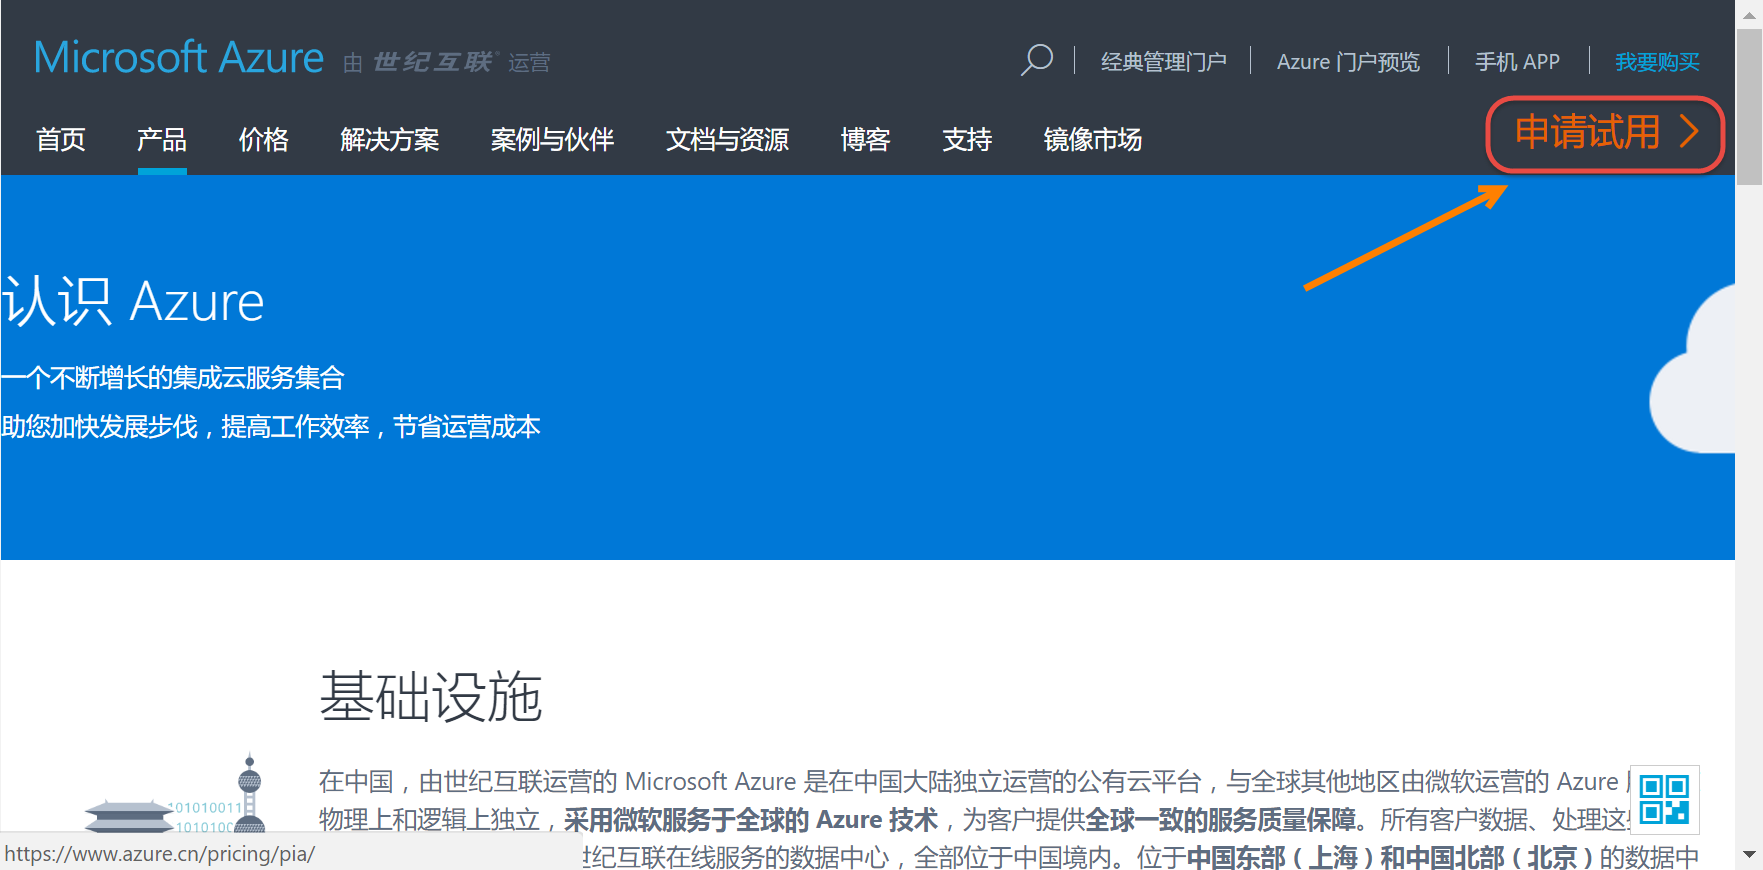 Microsoft Azure 由 世纪互联 运营
经典管理门户
Azure 门户预览
手机 APP
我要购买
首页 产品 价格 解决方案 案例与伙伴 文档与资源 博客 支持 镜像市场
申请试用
认识 Azure
一个不断增长的集成云服务集合
助您加快发展步伐，提高工作效率，节省运营成本
基础设施
在中国，由世纪互联运营的 Microsoft Azure 是在中国大陆独立运营的公有云平台，与全球其他地区由微软运营的 Azure
物理上和逻辑上独立，采用微软服务于全球的 Azure 技术，为客户提供全球一致的服务质量保障。所有客户数据、处理这
世纪互联在线服务的数据中心，全部位于中国境内。位于中国东部（上海）和中国北部（北京）的数据中
10101001
101010
https://www.azure.cn/pricing/pia/